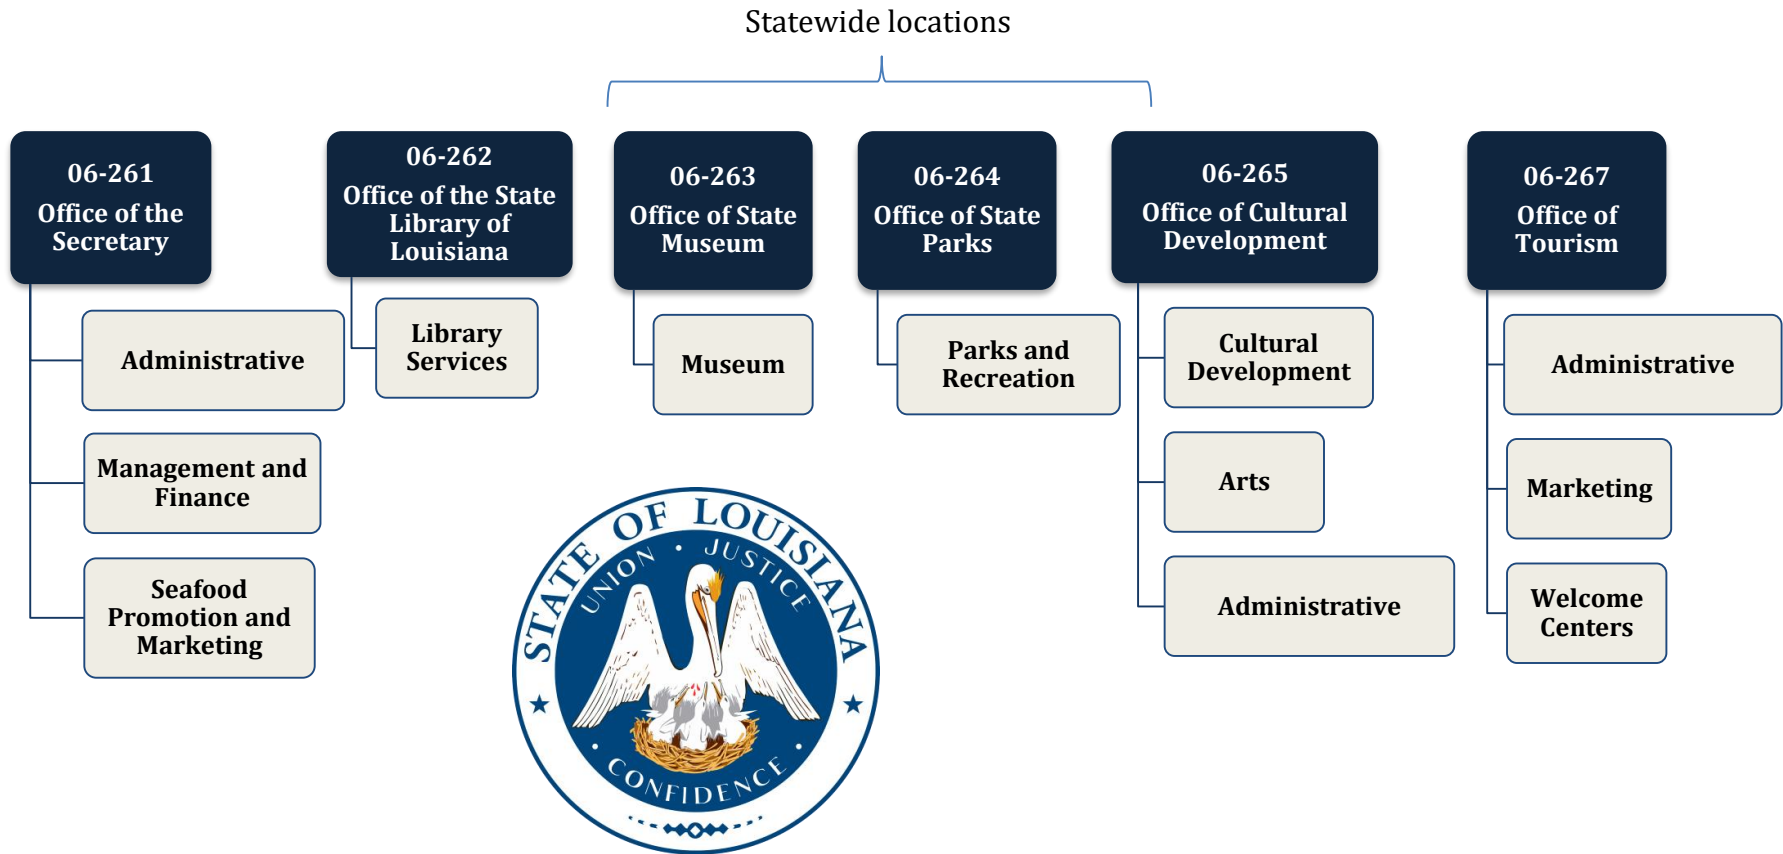 Statewide locations
06-261
Office of the
Secretary
Administrative
Management and
Finance
Seafood
Promotion and
Marketing
06-262
Office of the State
Library of
Louisiana
Library
Services
06-263
Office of State
Museum
Museum
06-264
Office of State
Parks
Parks and
Recreation
06-265
Office of Cultural
Development
Cultural
Development
Arts
Administrative
06-267
Office of
Tourism
Administrative
Marketing
Welcome
Centers
STATE OF LOUISIANA
UNION · JUSTICE
· CONFIDENCE ·